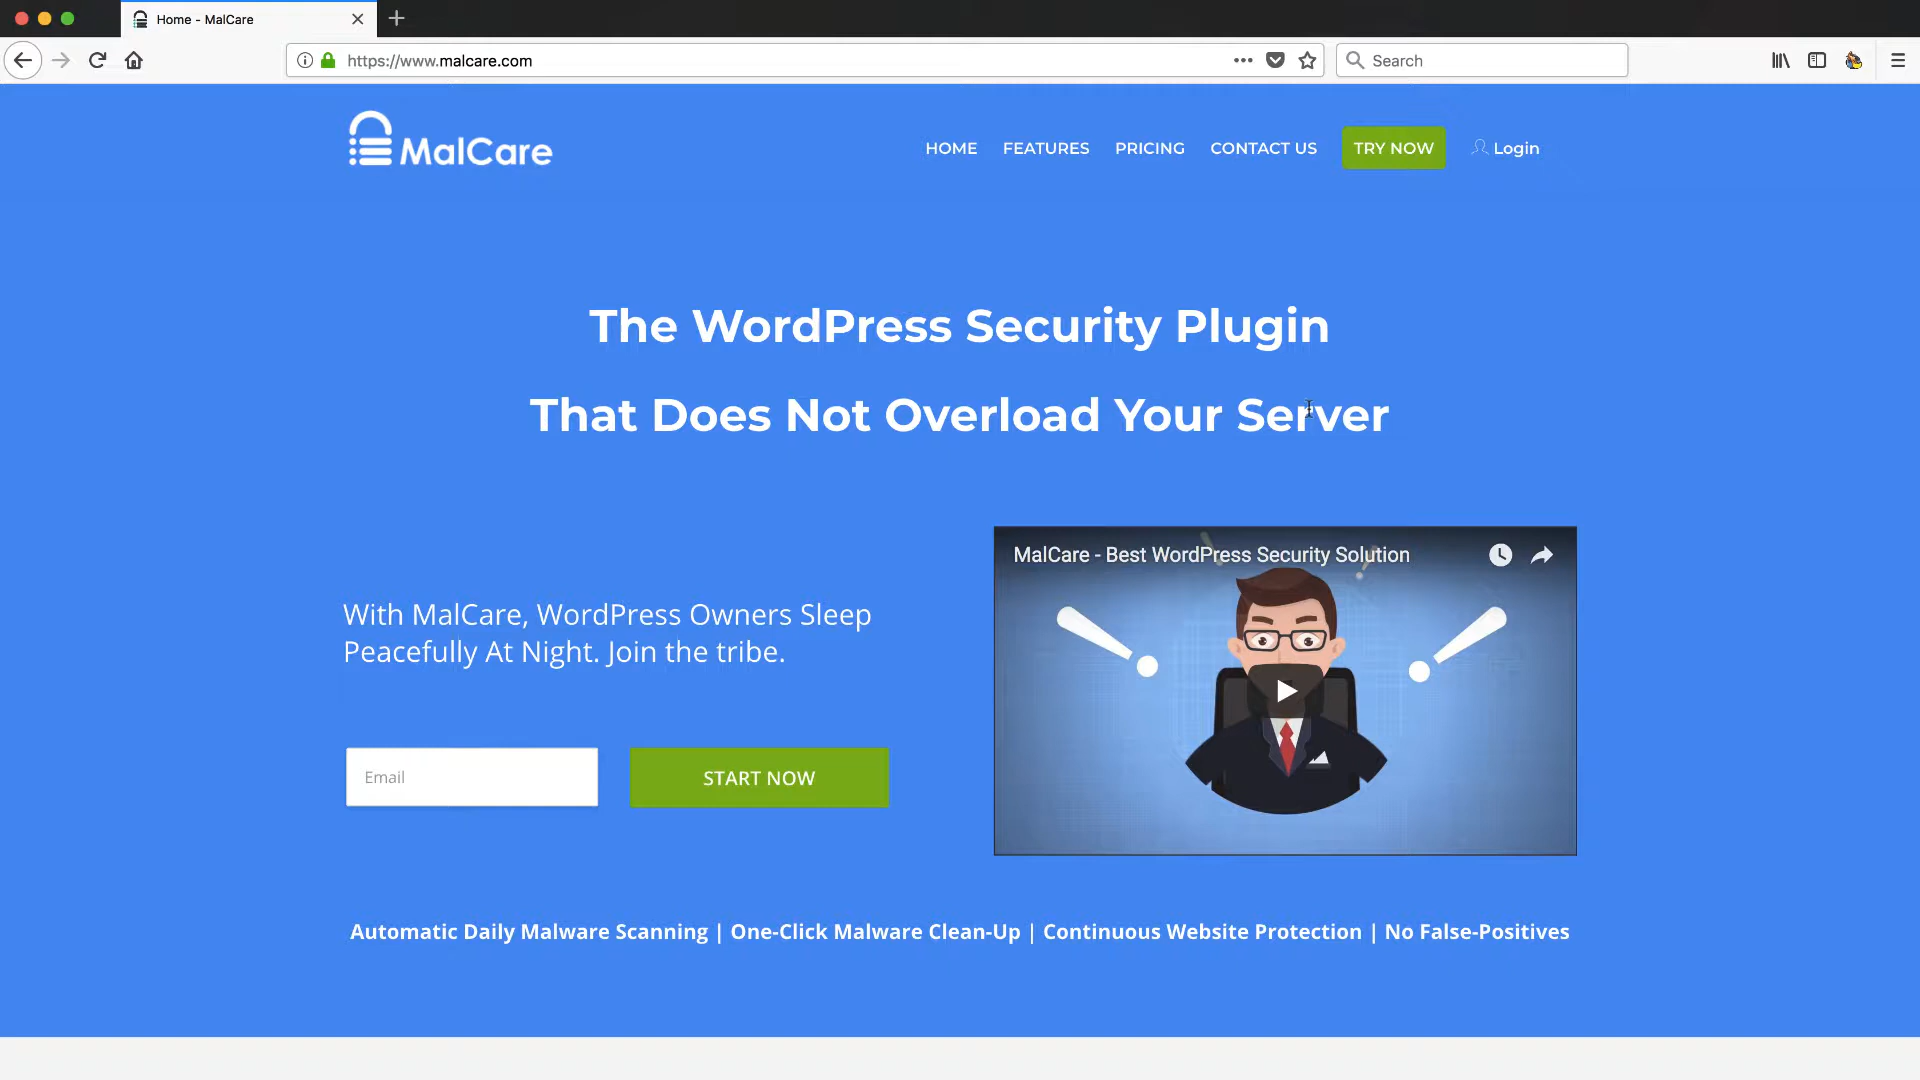 Home - MalCare
https://www.malcare.com
Search
MalCare
HOME
FEATURES
PRICING
CONTACT US
TRY NOW
Login
The WordPress Security Plugin
That Does Not Overload Your Server
MalCare - Best WordPress Security Solution
With MalCare, WordPress Owners Sleep
Peacefully At Night. Join the tribe.
Email
START NOW
Automatic Daily Malware Scanning | One-Click Malware Clean-Up | Continuous Website Protection | No False-Positives